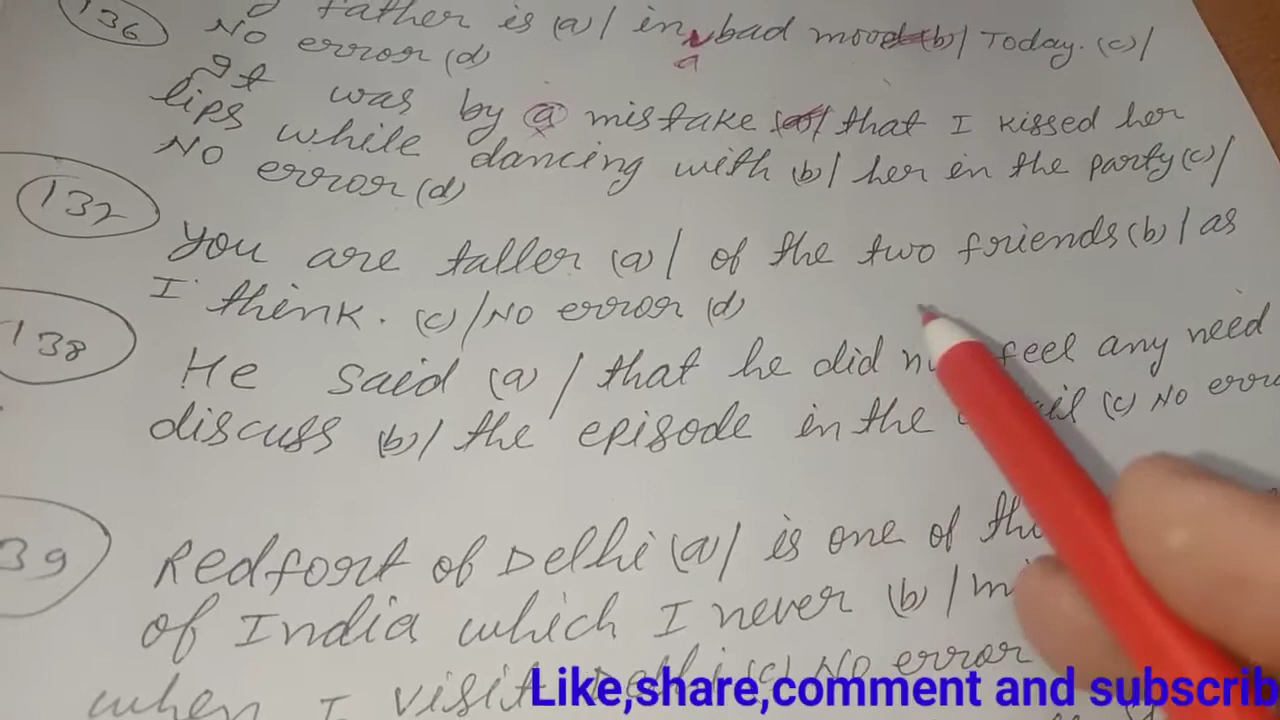 136 father is (a)/ in bad mood (b)/ Today. (c)/
a
No error (d)
It was by a mistake (a)/ that I kissed her
lips while dancing with (b)/ her in the party (c)/
No error (d)
137 You are taller (a)/ of the two friends (b)/ as
I think. (c)/ No error (d)
138 He said (a)/ that he did feel any need
discuss (b)/ the episode in the (c) No
39 Redfort of Delhi (a)/ is one of
of India which I never (b)/
when I visit Delhi (c) No error
Like,share,comment and subscrib